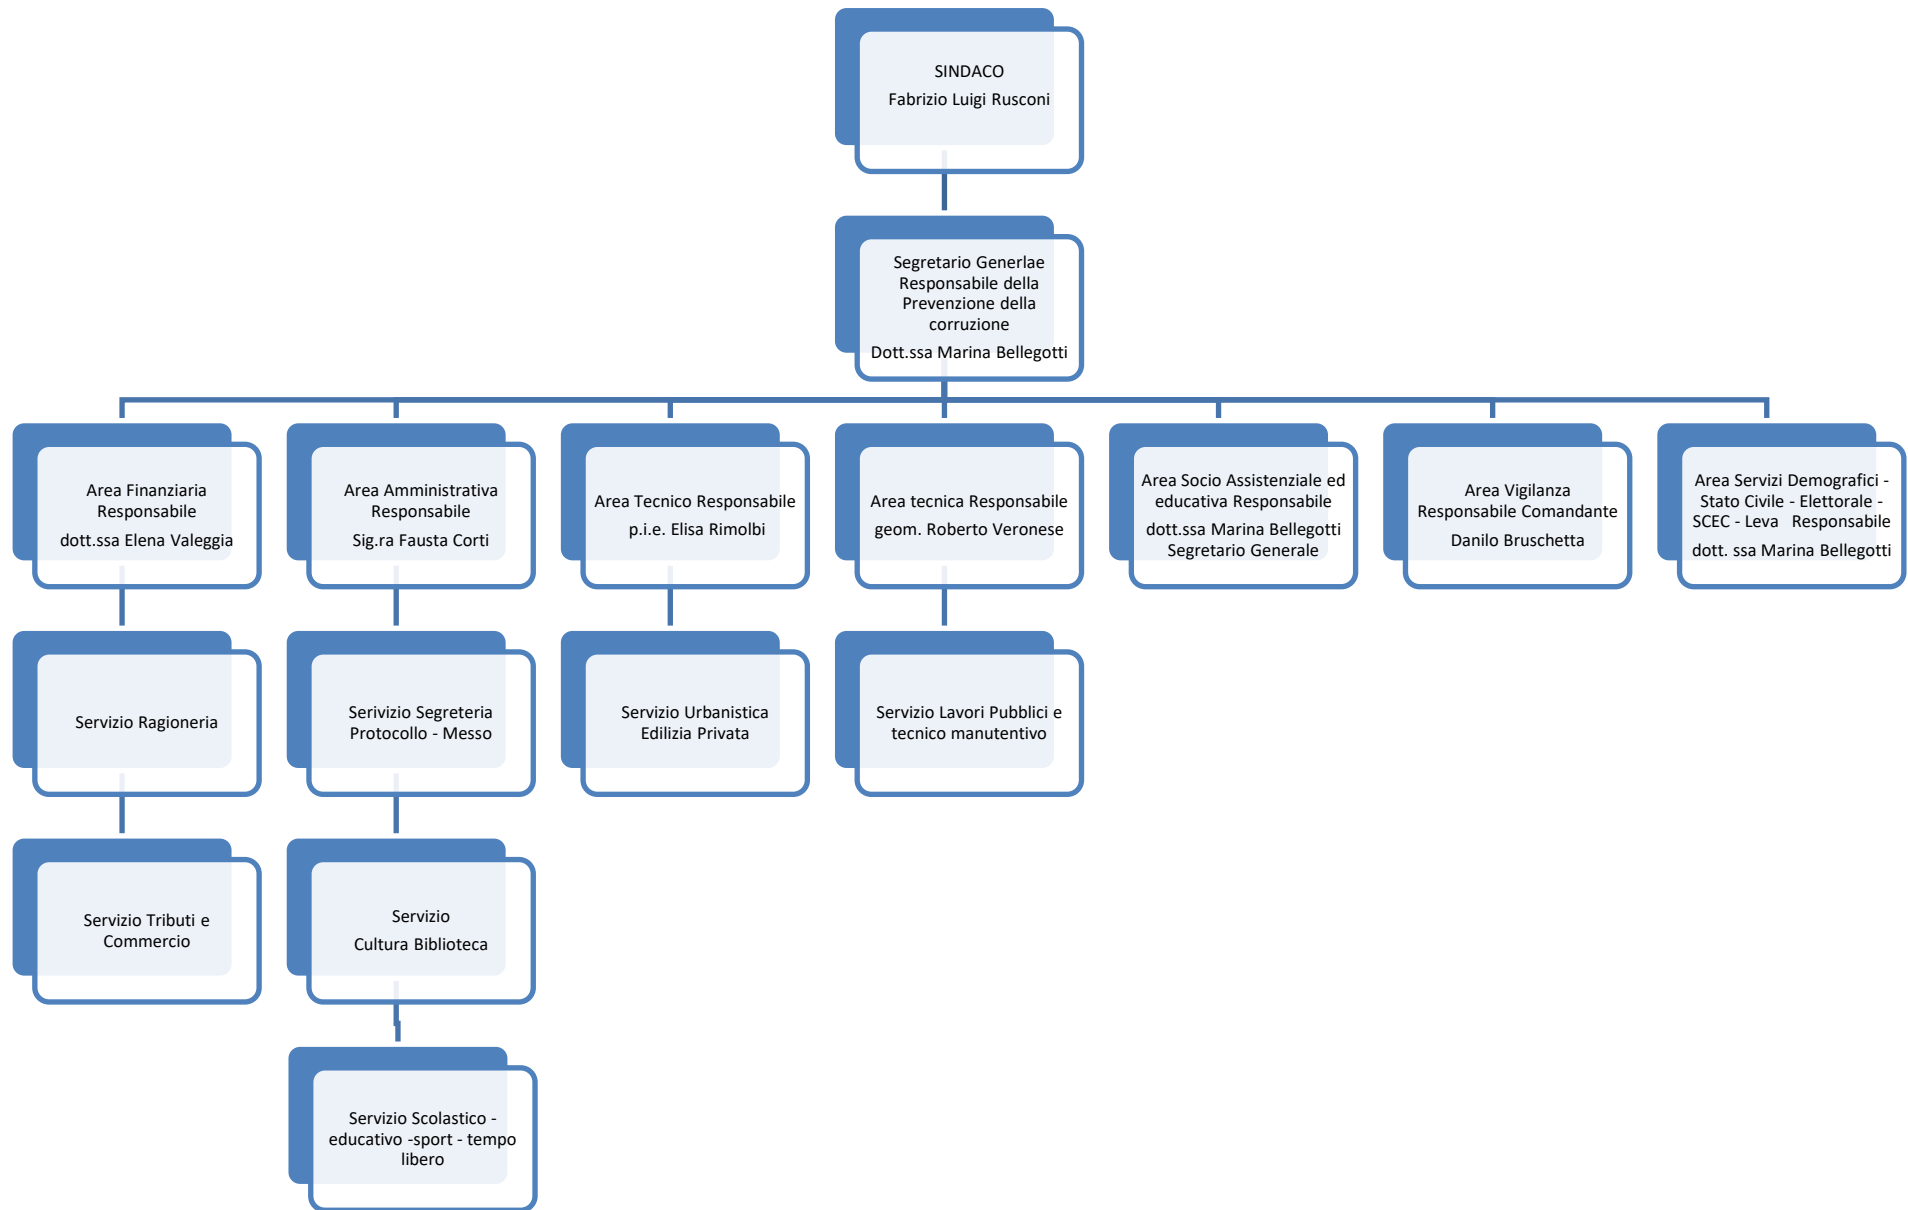 SINDACO
Fabrizio Luigi Rusconi
Segretario Generlae
Responsabile della
Prevenzione della
corruzione
Dott.ssa Marina Bellegotti
Area Finanziaria
Responsabile
dott.ssa Elena Valeggia
Area Amministrativa
Responsabile
Sig.ra Fausta Corti
Area Tecnico Responsabile
p.i.e. Elisa Rimolbi
Area tecnica Responsabile
geom. Roberto Veronese
Area Socio Assistenziale ed
educativa Responsabile
dott.ssa Marina Bellegotti
Segretario Generale
Area Vigilanza
Responsabile Comandante
Danilo Bruschetta
Area Servizi Demografici -
Stato Civile - Elettorale -
SCEC - Leva Responsabile
dott. ssa Marina Bellegotti
Servizio Ragioneria
Serivizio Segreteria
Protocollo - Messo
Servizio Urbanistica
Edilizia Privata
Servizio Lavori Pubblici e
tecnico manutentivo
Servizio Tributi e
Commercio
Servizio
Cultura Biblioteca
Servizio Scolastico -
educativo -sport - tempo
libero